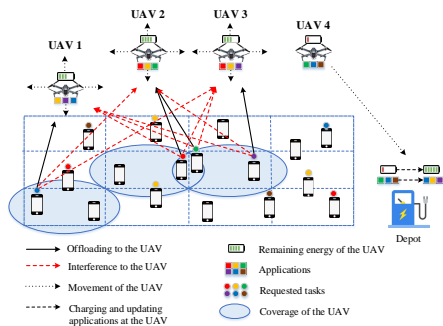 UAV 2
UAV 3
UAV 4
UAV 1
Depot
Offloading to the UAV
Interference to the UAV
Movement of the UAV
Charging and updating
applications at the UAV
Remaining energy of the UAV
Applications
Requested tasks
Coverage of the UAV